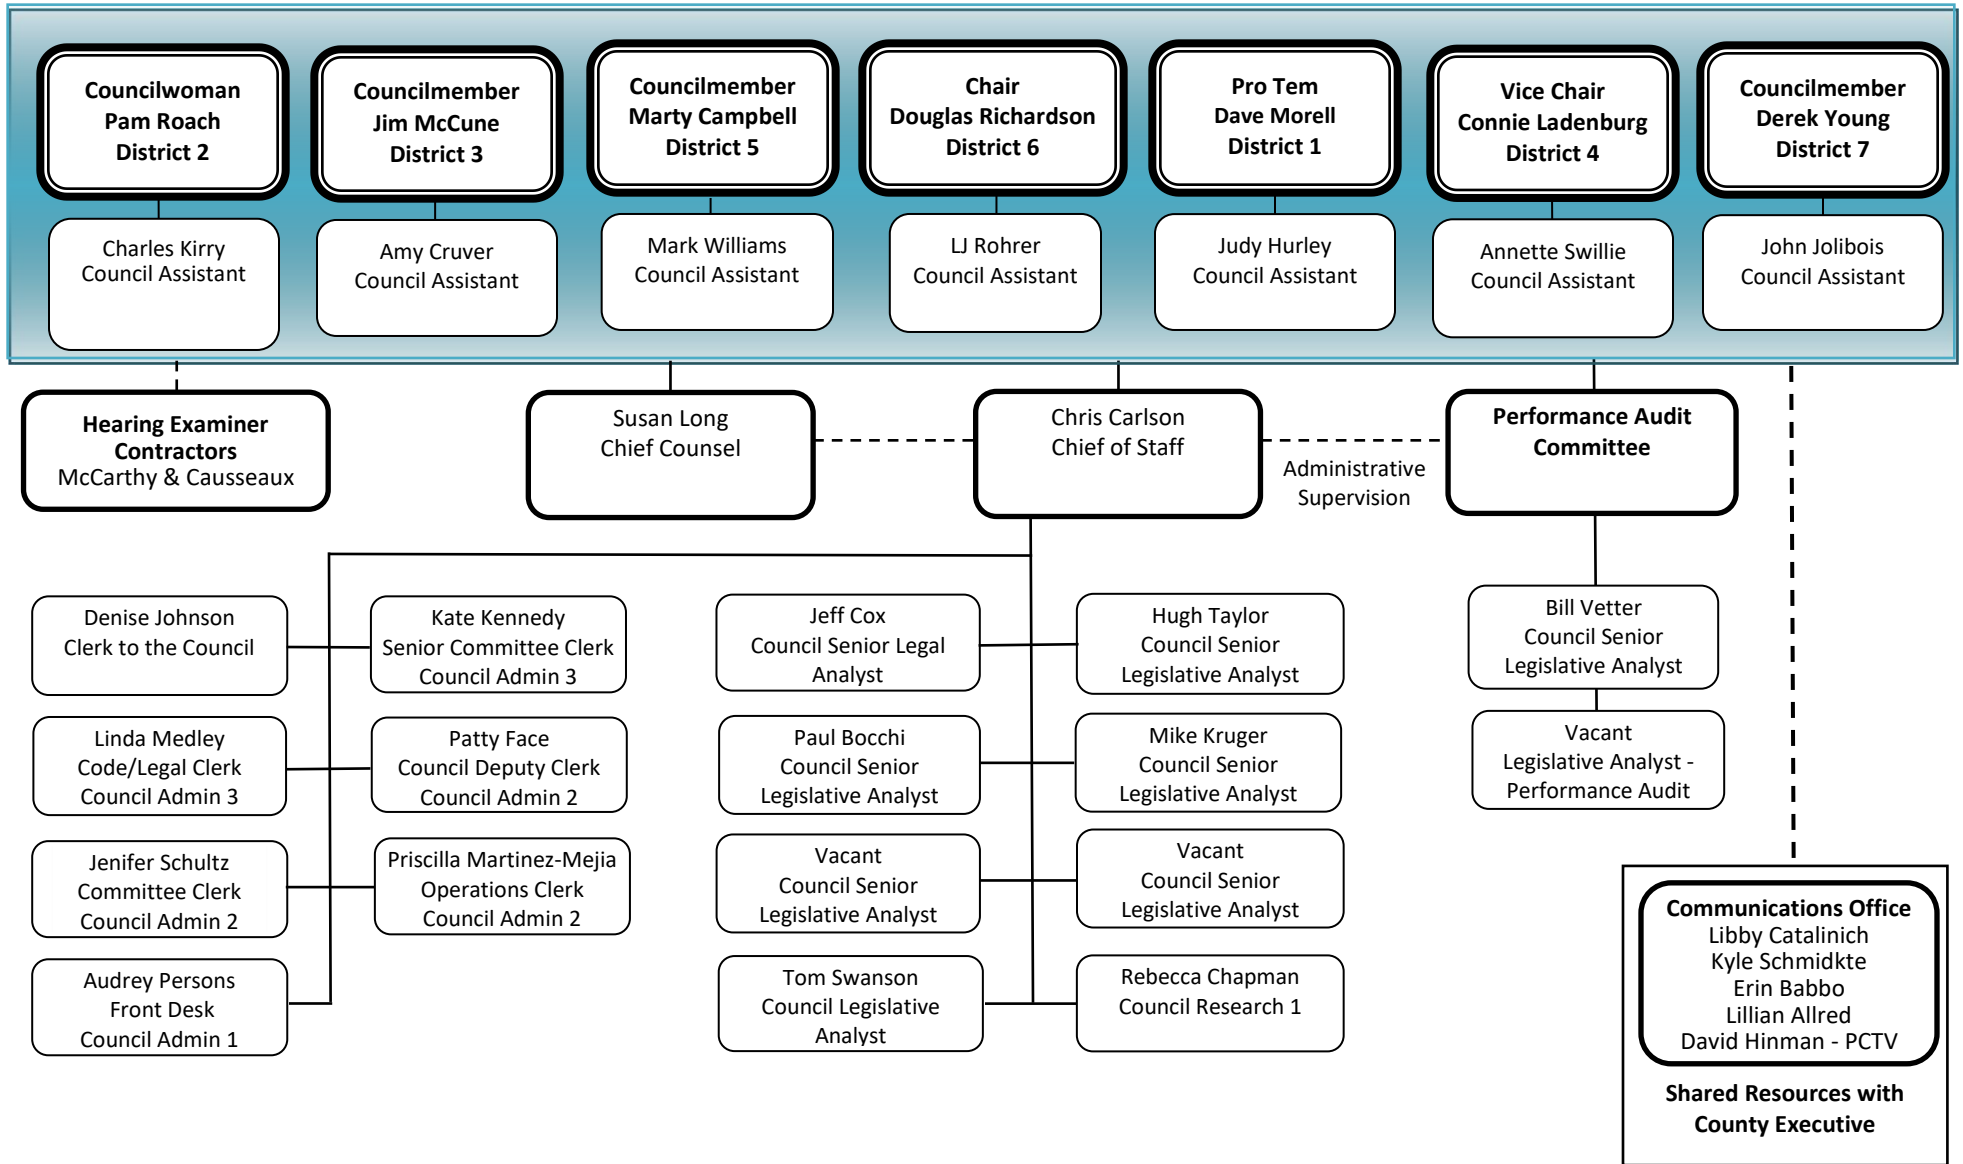 Councilwoman
Pam Roach
District 2
Councilmember
Jim McCune
District 3
Councilmember
Marty Campbell
District 5
Chair
Douglas Richardson
District 6
Pro Tem
Dave Morell
District 1
Vice Chair
Connie Ladenburg
District 4
Councilmember
Derek Young
District 7
Charles Kirry
Council Assistant
Amy Cruver
Council Assistant
Mark Williams
Council Assistant
LJ Rohrer
Council Assistant
Judy Hurley
Council Assistant
Annette Swillie
Council Assistant
John Jolibois
Council Assistant
Hearing Examiner
Contractors
McCarthy & Causseaux
Susan Long
Chief Counsel
Chris Carlson
Chief of Staff
Administrative
Supervision
Performance Audit
Committee
Denise Johnson
Clerk to the Council
Kate Kennedy
Senior Committee Clerk
Council Admin 3
Linda Medley
Code/Legal Clerk
Council Admin 3
Patty Face
Council Deputy Clerk
Council Admin 2
Jenifer Schultz
Committee Clerk
Council Admin 2
Priscilla Martinez-Mejia
Operations Clerk
Council Admin 2
Audrey Persons
Front Desk
Council Admin 1
Jeff Cox
Council Senior Legal
Analyst
Hugh Taylor
Council Senior
Legislative Analyst
Paul Bocchi
Council Senior
Legislative Analyst
Mike Kruger
Council Senior
Legislative Analyst
Vacant
Council Senior
Legislative Analyst
Vacant
Council Senior
Legislative Analyst
Tom Swanson
Council Legislative
Analyst
Rebecca Chapman
Council Research 1
Bill Vetter
Council Senior
Legislative Analyst
Vacant
Legislative Analyst -
Performance Audit
Communications Office
Libby Catalinich
Kyle Schmidkte
Erin Babbo
Lillian Allred
David Hinman - PCTV
Shared Resources with
County Executive